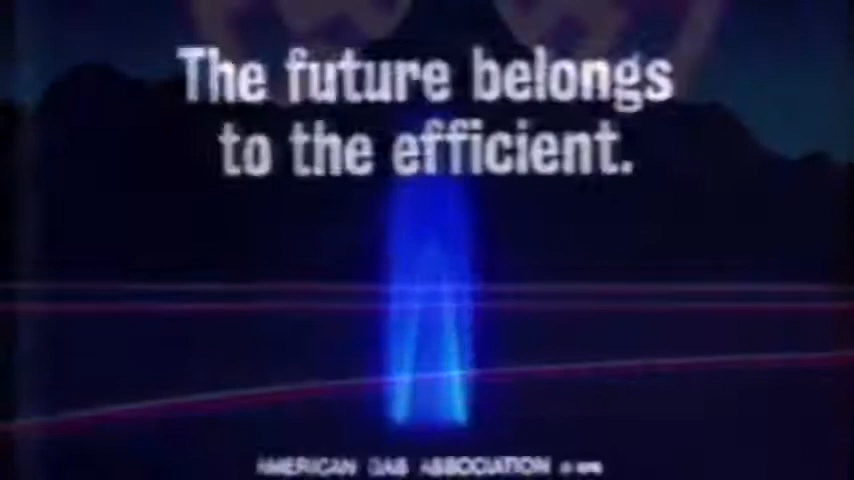 The future belongs
to the efficient.
AMERICAN GAS ASSOCIATION